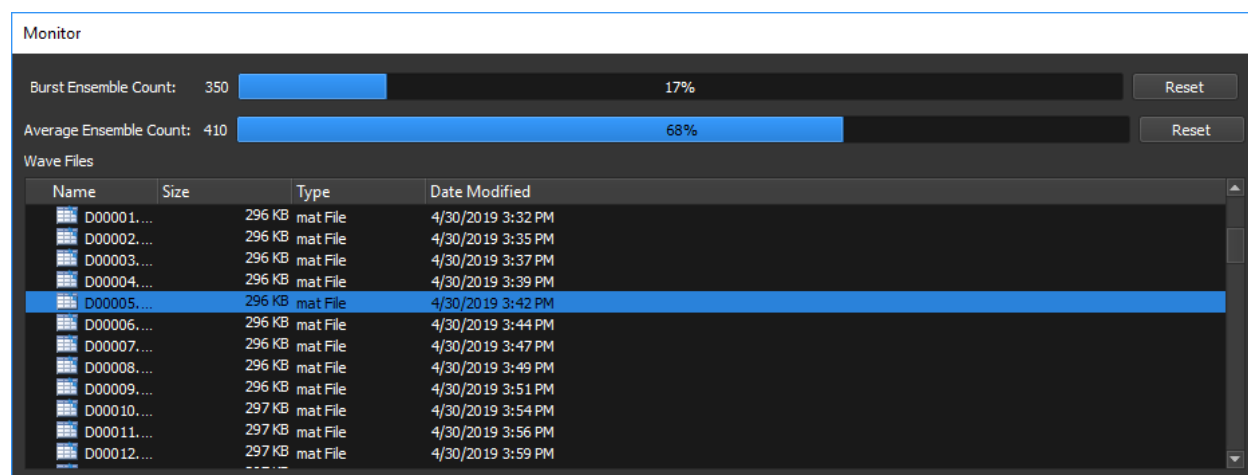 Monitor
Burst Ensemble Count: 350 17% Reset
Average Ensemble Count: 410 68% Reset
Wave Files
Name Size Type Date Modified
D00001.... 296 KB mat File 4/30/2019 3:32 PM
D00002.... 296 KB mat File 4/30/2019 3:35 PM
D00003.... 296 KB mat File 4/30/2019 3:37 PM
D00004.... 296 KB mat File 4/30/2019 3:39 PM
D00005.... 296 KB mat File 4/30/2019 3:42 PM
D00006.... 296 KB mat File 4/30/2019 3:44 PM
D00007.... 296 KB mat File 4/30/2019 3:47 PM
D00008.... 296 KB mat File 4/30/2019 3:49 PM
D00009.... 296 KB mat File 4/30/2019 3:51 PM
D00010.... 297 KB mat File 4/30/2019 3:54 PM
D00011.... 297 KB mat File 4/30/2019 3:56 PM
D00012.... 297 KB mat File 4/30/2019 3:59 PM